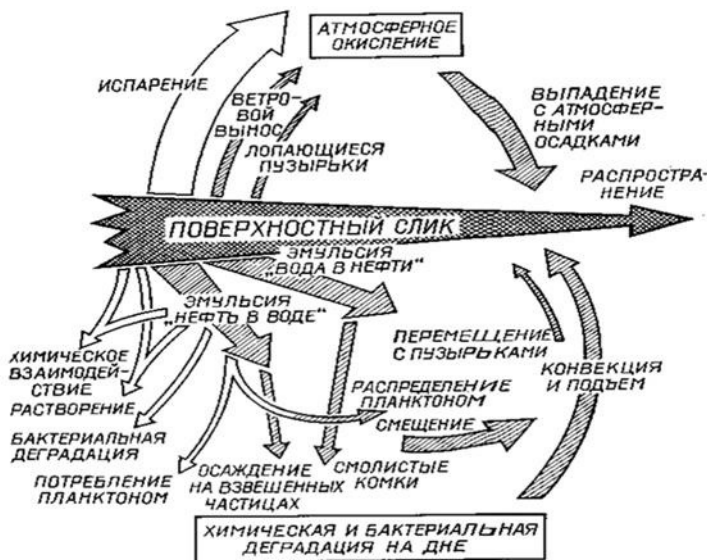 АТМОСФЕРНОЕ
ОКИСЛЕНИЕ
ИСПАРЕНИЕ
ВЕТРО-
ВОЙ
ВЫНОС
ЛОПАЮЩИЕСЯ
ПУЗЫРЬКИ
ВЫПАДЕНИЕ
С АТМОСФЕР-
НЫМИ
ОСАДКАМИ
РАСПРОСТРА-
НЕНИЕ
ПОВЕРХНОСТНЫЙ СЛИК
ЭМУЛЬСИЯ
„ВОДА В НЕФТИ"
ЭМУЛЬСИЯ
„НЕФТЬ В ВОДЕ"
ХИМИЧЕСКОЕ
ВЗАИМОДЕЙ-
СТВИЕ
РАСТВОРЕНИЕ
БАКТЕРИАЛЬНАЯ
ДЕГРАДАЦИЯ
ПОТРЕБЛЕНИЕ
ПЛАНКТОНОМ
ПЕРЕМЕЩЕНИЕ
С ПУЗЫРЬКАМИ
КОНВЕКЦИЯ
И ПОДЪЕМ
РАСПРЕДЕЛЕНИЕ
ПЛАНКТОНОМ
СМЕЩЕНИЕ
ОСАЖДЕНИЕ
НА ВЗВЕШЕННЫХ
ЧАСТИЦАХ
СМОЛИСТЫЕ
КОМКИ
ХИМИЧЕСКАЯ И БАКТЕРИАЛЬНАЯ
ДЕГРАДАЦИЯ НА ДНЕ